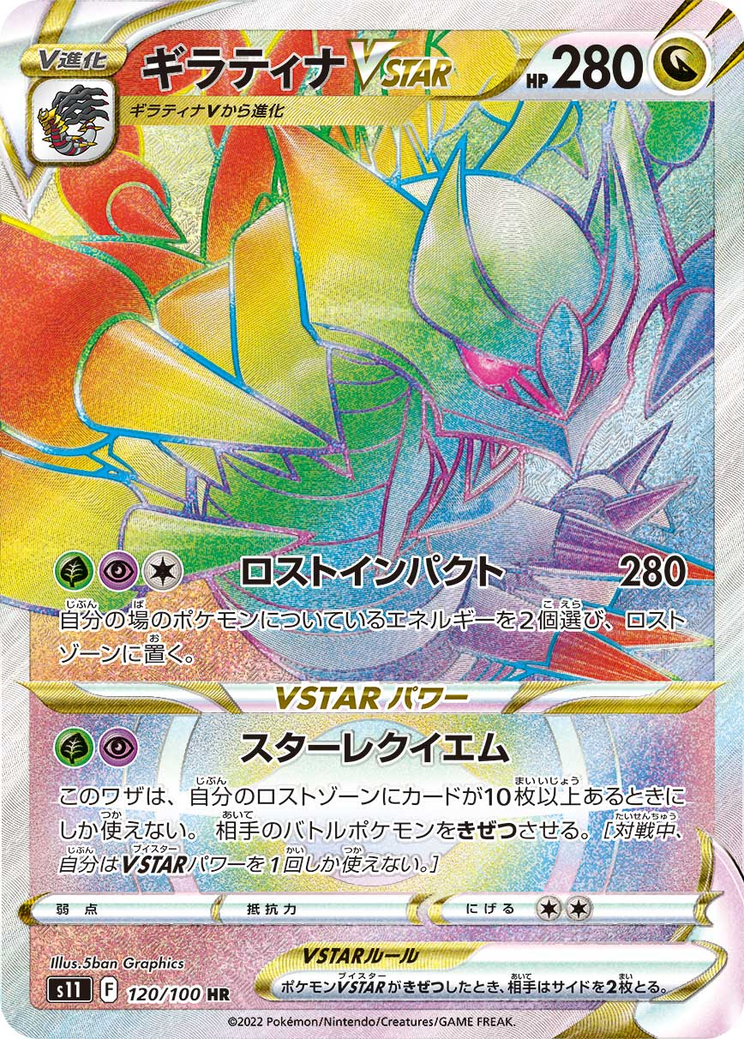 V進化
ギラティナVSTAR
HP 280
ギラティナVから進化
ロストインパクト 280
自分の場のポケモンについているエネルギーを2個選び、ロスト
ゾーンに置く。
VSTARパワー
スターレクイエム
このワザは、自分のロストゾーンにカードが10枚以上あるときに
しか使えない。相手のバトルポケモンをきぜつさせる。[対戦中、
自分はVSTARパワーを1回しか使えない。]
弱点 抵抗力 にげる
Illus.5ban Graphics
s11 F 120/100 HR
VSTARルール
ポケモンVSTARがきぜつしたとき、相手はサイドを2枚とる。
©2022 Pokémon/Nintendo/Creatures/GAME FREAK.